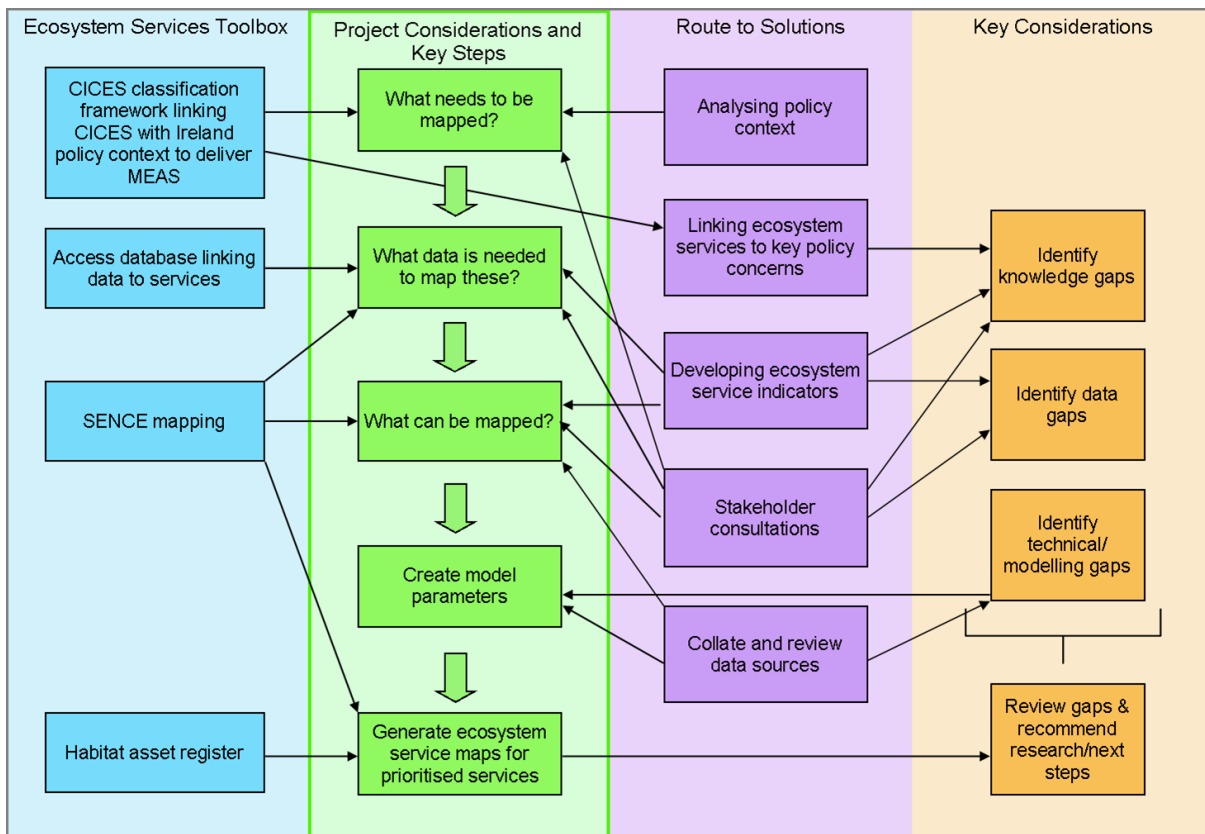 Ecosystem Services Toolbox
CICES classification
framework linking
CICES with Ireland
policy context to deliver
MEAS
Access database linking
data to services
SENCE mapping
Habitat asset register
Project Considerations and
Key Steps
What needs to be
mapped?
What data is needed
to map these?
What can be mapped?
Create model
parameters
Generate ecosystem
service maps for
prioritised services
Route to Solutions
Analysing policy
context
Linking ecosystem
services to key policy
concerns
Developing ecosystem
service indicators
Stakeholder
consultations
Collate and review
data sources
Key Considerations
Identify
knowledge gaps
Identify data
gaps
Identify
technical/
modelling gaps
Review gaps &
recommend
research/next
steps